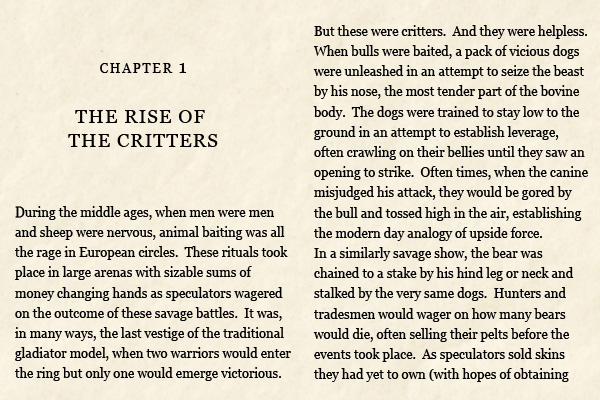 CHAPTER 1
THE RISE OF
THE CRITTERS
During the middle ages, when men were men
and sheep were nervous, animal baiting was all
the rage in European circles.  These rituals took
place in large arenas with sizable sums of
money changing hands as speculators wagered
on the outcome of these savage battles.  It was,
in many ways, the last vestige of the traditional
gladiator model, when two warriors would enter
the ring but only one would emerge victorious.
But these were critters.  And they were helpless.
When bulls were baited, a pack of vicious dogs
were unleashed in an attempt to seize the beast
by his nose, the most tender part of the bovine
body.  The dogs were trained to stay low to the
ground in an attempt to establish leverage,
often crawling on their bellies until they saw an
opening to strike.  Often times, when the canine
misjudged his attack, they would be gored by
the bull and tossed high in the air, establishing
the modern day analogy of upside force.
In a similarly savage show, the bear was
chained to a stake by his hind leg or neck and
stalked by the very same dogs.  Hunters and
tradesmen would wager on how many bears
would die, often selling their pelts before the
events took place.  As speculators sold skins
they had yet to own (with hopes of obtaining